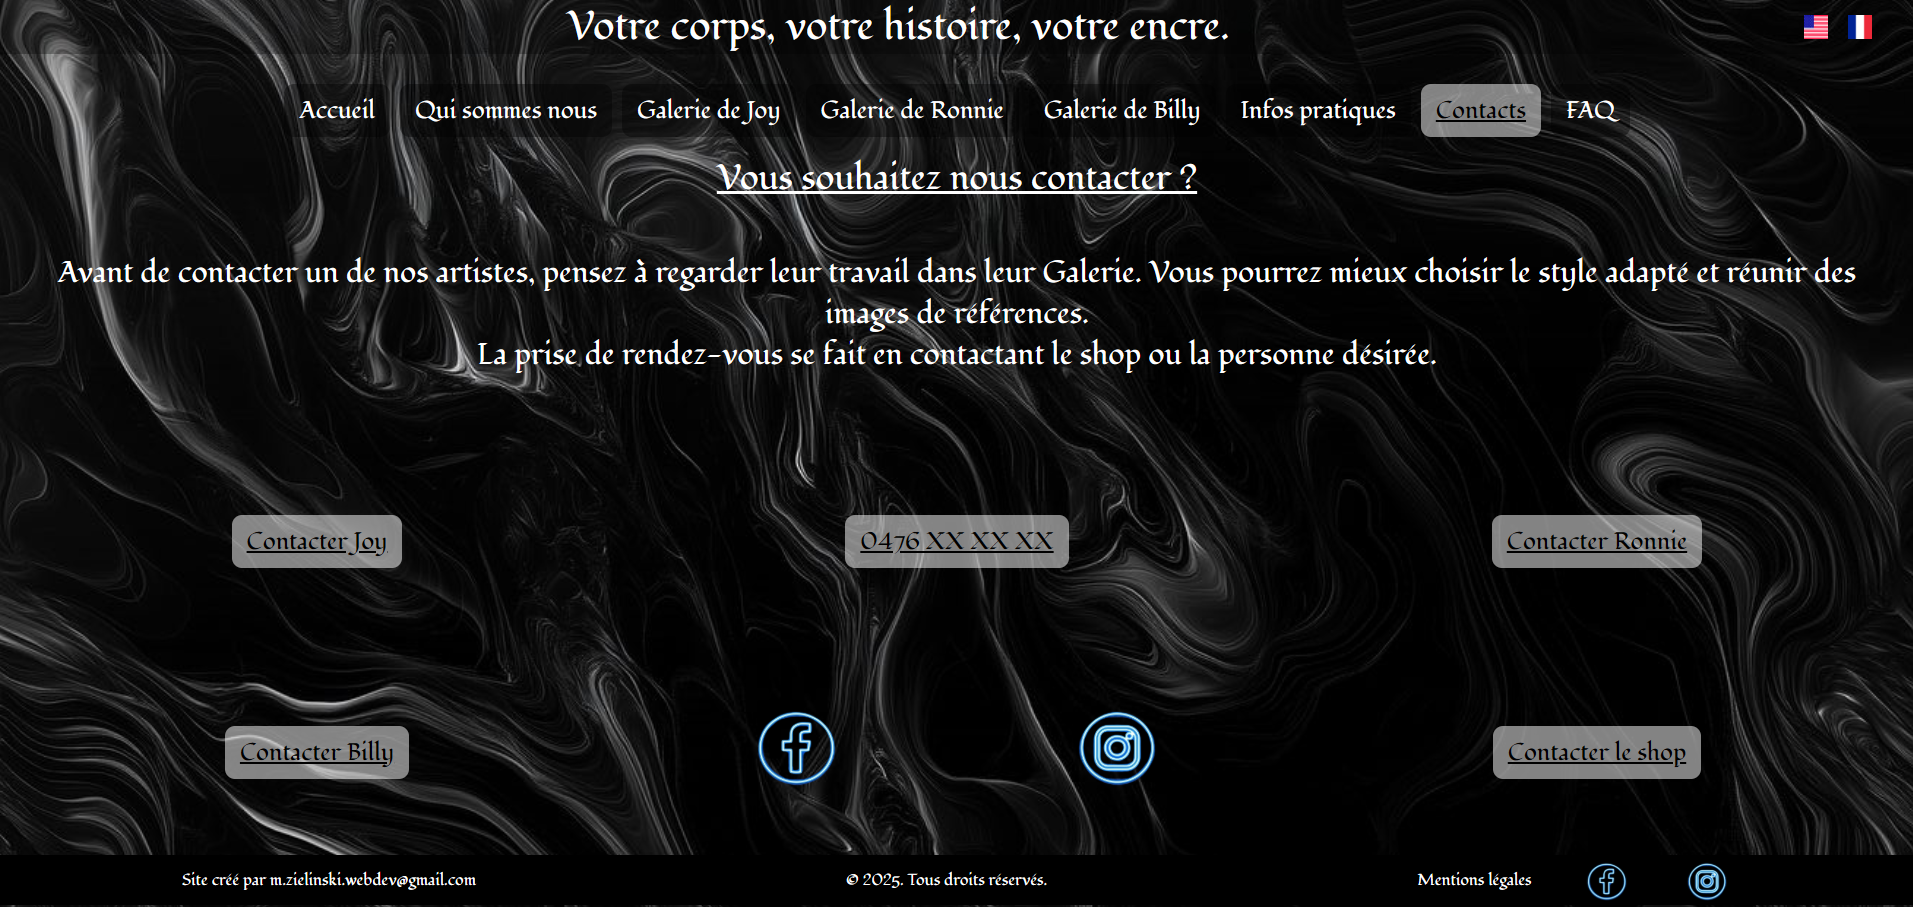 Votre corps, votre histoire, votre encre.
Accueil Qui sommes nous Galerie de Joy Galerie de Ronnie Galerie de Billy Infos pratiques Contacts FAQ
Vous souhaitez nous contacter ?
Avant de contacter un de nos artistes, pensez à regarder leur travail dans leur Galerie. Vous pourrez mieux choisir le style adapté et réunir des
images de références.
La prise de rendez-vous se fait en contactant le shop ou la personne désirée.
Contacter Joy 0476 XX XX XX Contacter Ronnie
Contacter Billy Contacter le shop
Site créé par m.zielinski.webdev@gmail.com © 2025. Tous droits réservés. Mentions légales